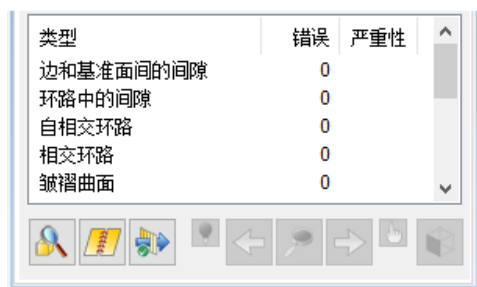 类型 错误 严重性
边和基准面间的间隙 0
环路中的间隙 0
自相交环路 0
相交环路 0
皱褶曲面 0